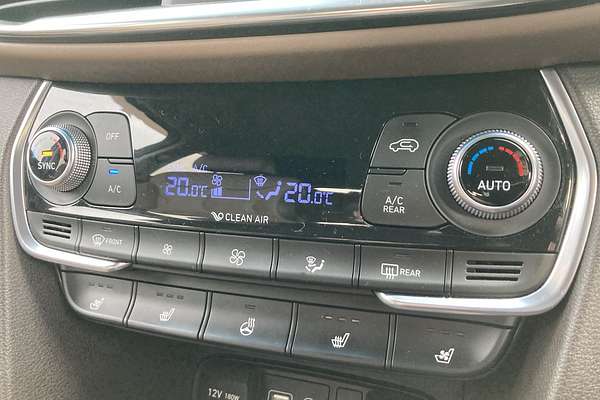 SYNC
OFF
A/C
A/C
20.0°C
20.0°C
CLEAN AIR
A/C
REAR
AUTO
FRONT
REAR
12V 180W